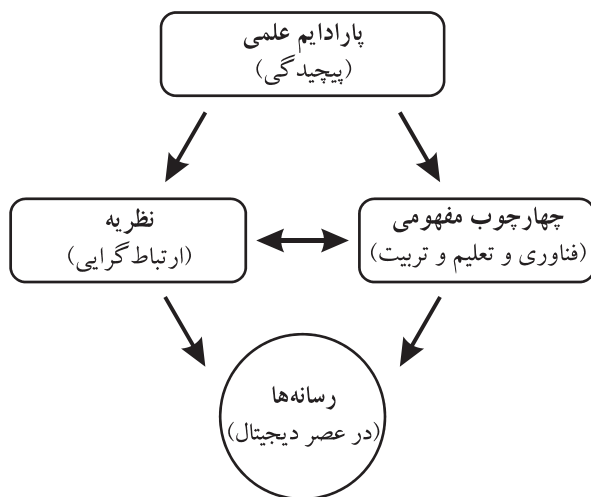 پارادایم علمی
(پیچیدگی)
چهارچوب مفهومی
(فناوری و تعلیم و تربیت)
نظریه
(ارتباط‌گرایی)
رسانه‌ها
(در عصر دیجیتال)